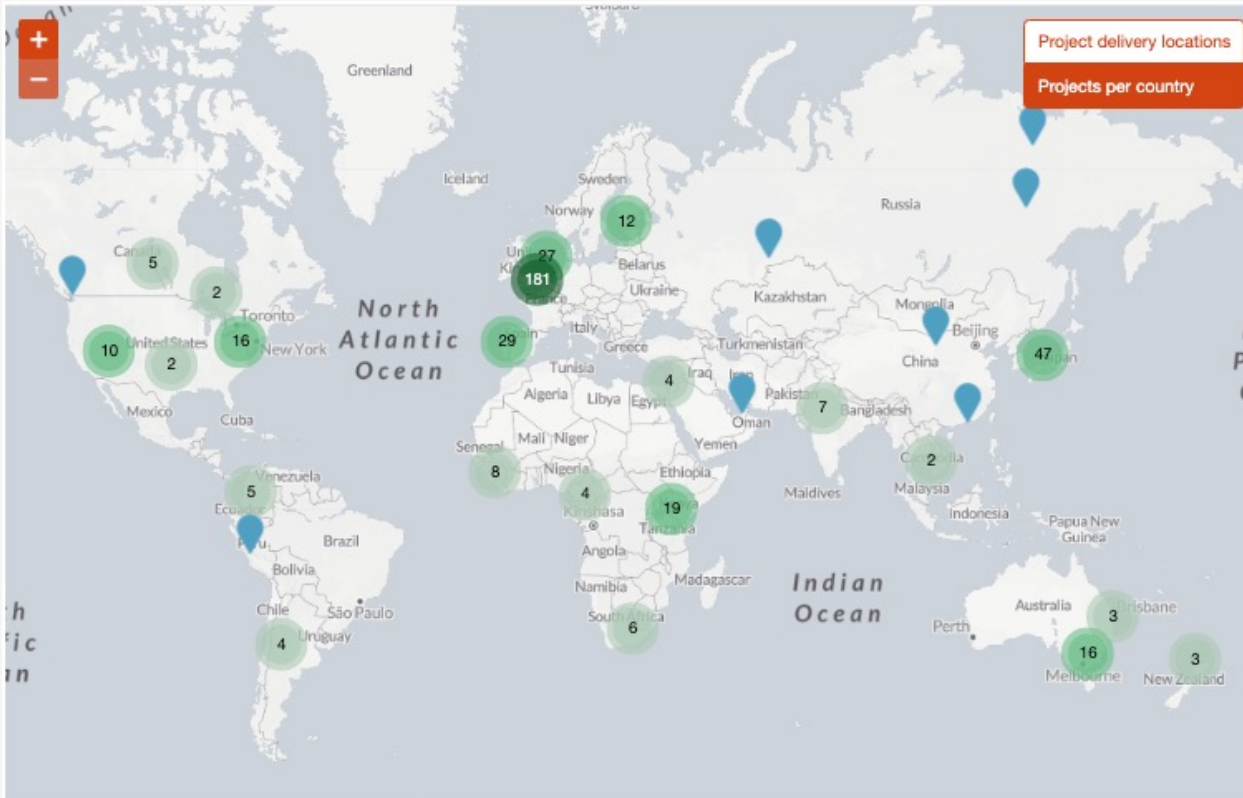 +
−
Project delivery locations
Projects per country
Greenland
Iceland
Sweden
Norway
Russia
12
27
181
Belarus
Ukraine
Kazakhstan
Mongolia
Beijing
China
5
2
Toronto
New York
16
10
United States
2
Mexico
Cuba
North
Atlantic
Ocean
29
Italy
Greece
Turkmenistan
47
Tunisia
Algeria
Libya
Egypt
4
Iraq
Pakistan
7
Bangladesh
Oman
Yemen
Senegal
Mali
Niger
8
Nigeria
4
Kinshasa
Ethiopia
19
Tanzania
Maldives
2
Malaysia
Indonesia
Papua New
Guinea
Venezuela
5
Brazil
Bolivia
Chile
São Paulo
Uruguay
4
Angola
Namibia
Madagascar
South Africa
6
Indian
Ocean
Australia
Perth
3
Brisbane
16
Melbourne
3
New Zealand